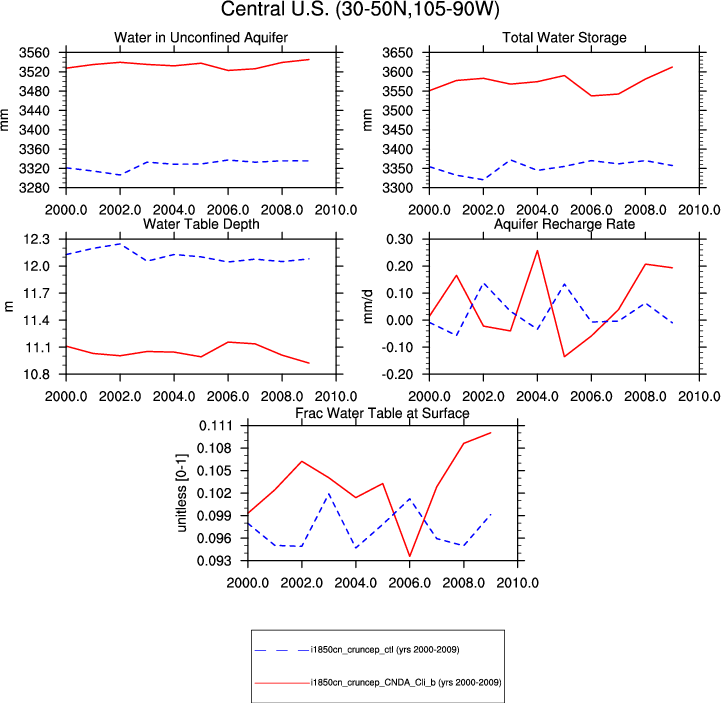 Central U.S. (30-50N,105-90W)
Water in Unconfined Aquifer
3560
3520
3480
3440
3400
3360
3320
3280
mm
2000.0 2002.0 2004.0 2006.0 2008.0 2010.0
Total Water Storage
3650
3600
3550
3500
3450
3400
3350
3300
mm
2000.0 2002.0 2004.0 2006.0 2008.0 2010.0
Water Table Depth
12.3
12.0
11.7
11.4
11.1
10.8
m
2000.0 2002.0 2004.0 2006.0 2008.0 2010.0
Aquifer Recharge Rate
0.30
0.20
0.10
0.00
-0.10
-0.20
mm/d
2000.0 2002.0 2004.0 2006.0 2008.0 2010.0
Frac Water Table at Surface
0.111
0.108
0.105
0.102
0.099
0.096
0.093
unitless [0-1]
2000.0 2002.0 2004.0 2006.0 2008.0 2010.0
i1850cn_cruncep_ctl (yrs 2000-2009)
i1850cn_cruncep_CNDA_Cli_b (yrs 2000-2009)